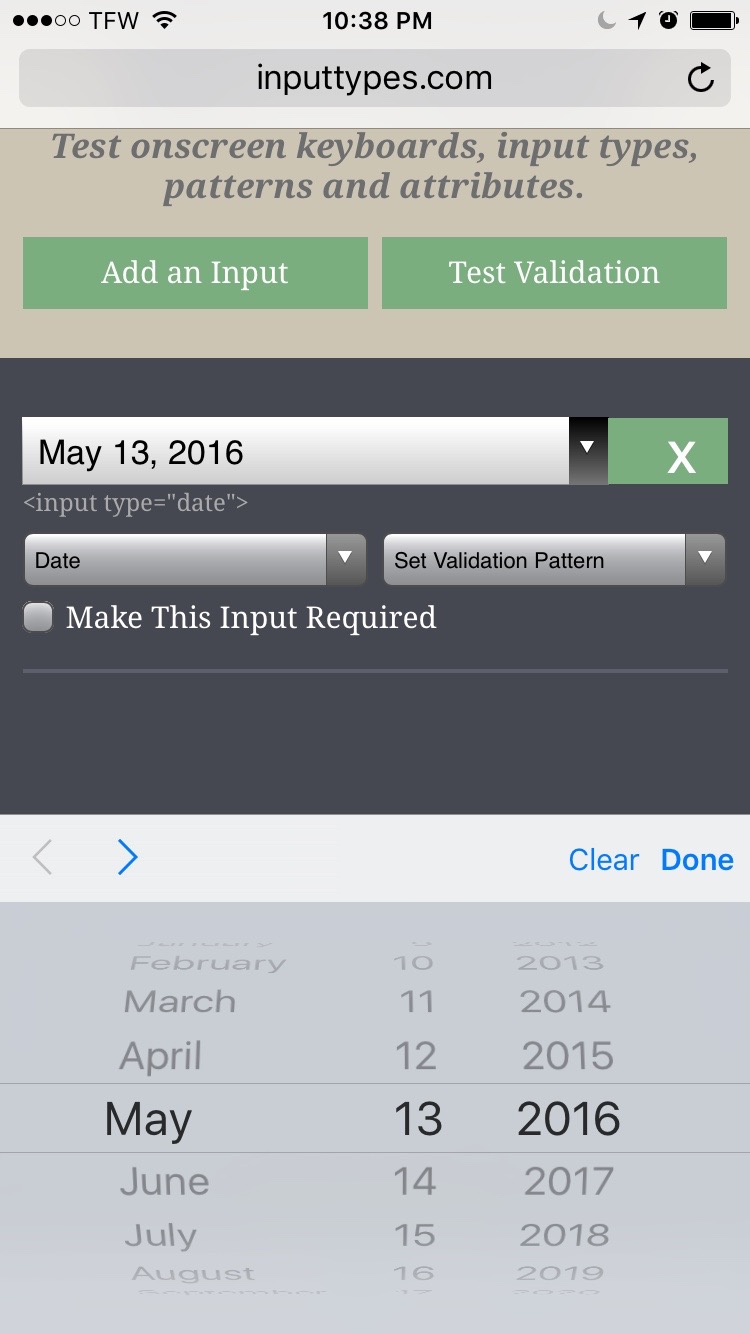 TFW 10:38 PM
inputtypes.com
Test onscreen keyboards, input types,
patterns and attributes.
Add an Input Test Validation
May 13, 2016 X
<input type="date">
Date Set Validation Pattern
Make This Input Required
Clear Done
February 10 2013
March 11 2014
April 12 2015
May 13 2016
June 14 2017
July 15 2018
August 16 2019